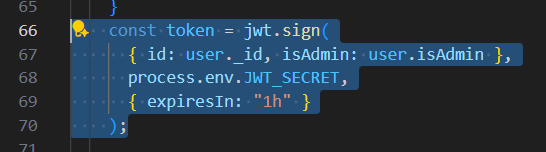 65 }
66 const token = jwt.sign(
67 { id: user._id, isAdmin: user.isAdmin },
68 process.env.JWT_SECRET,
69 { expiresIn: "1h" }
70 );
71